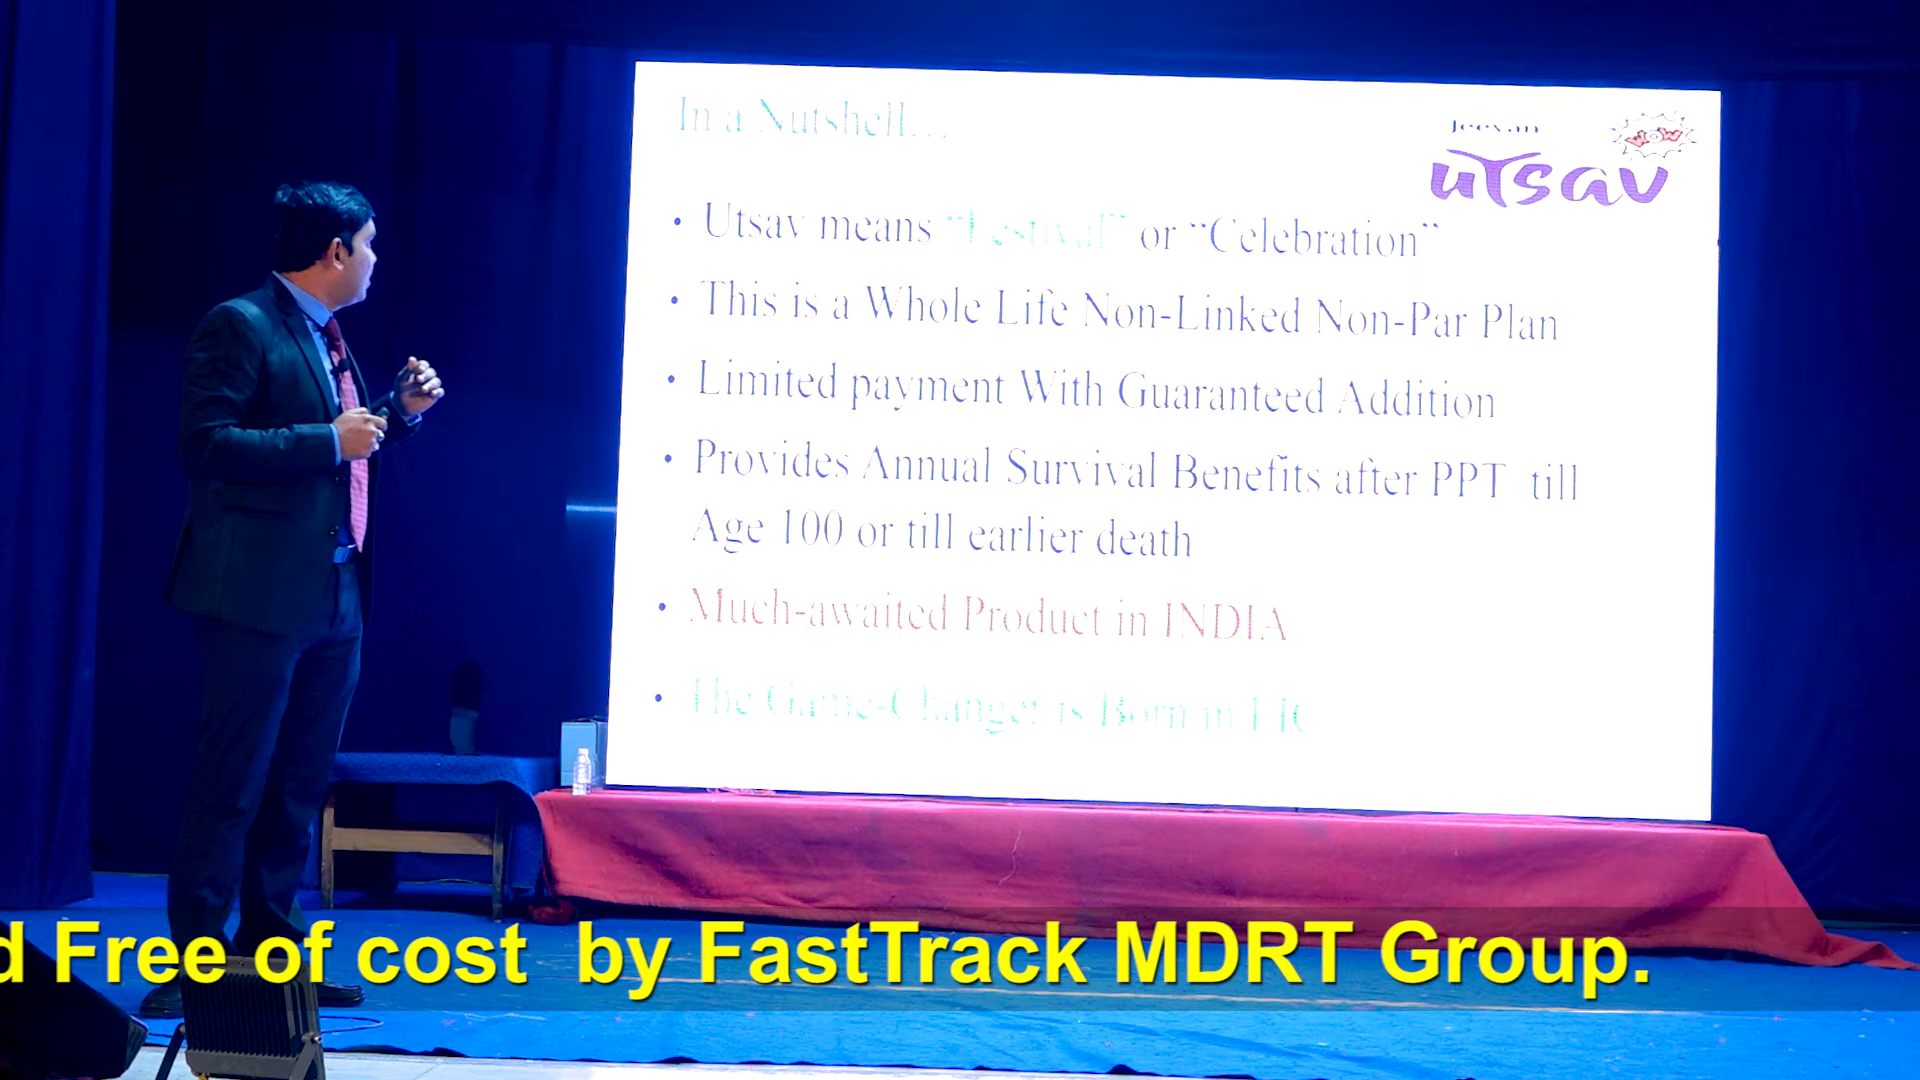 In a Nutshell...
Jeevan
WOW
utsav
• Utsav means “Festival” or “Celebration”
• This is a Whole Life Non-Linked Non-Par Plan
• Limited payment With Guaranteed Addition
• Provides Annual Survival Benefits after PPT till
Age 100 or till earlier death
• Much-awaited Product in INDIA
• The Game-Changer is Born in LIC
d Free of cost by FastTrack MDRT Group.